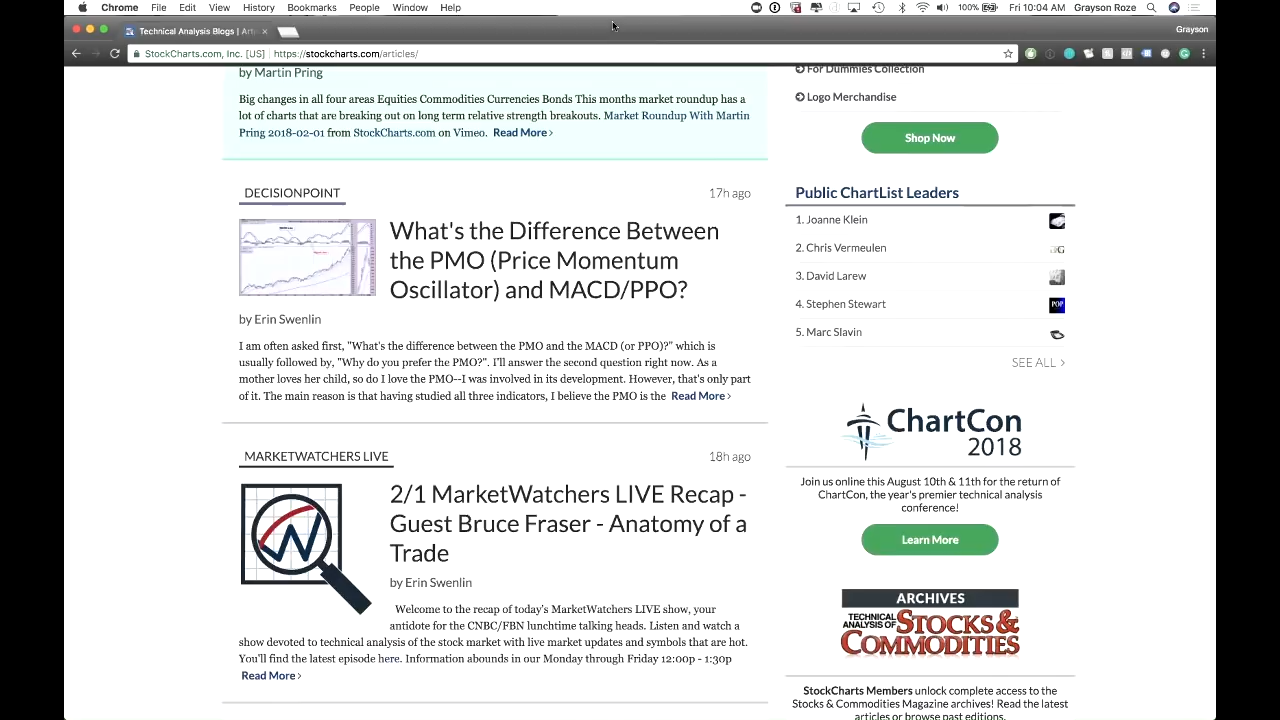 Chrome File Edit View History Bookmarks People Window Help 100% Fri 10:04 AM Grayson Roze
Technical Analysis Blogs | Art
Grayson
StockCharts.com, Inc. [US] https://stockcharts.com/articles/
by Martin Pring
Big changes in all four areas Equities Commodities Currencies Bonds This months market roundup has a
lot of charts that are breaking out on long term relative strength breakouts. Market Roundup With Martin
Pring 2018-02-01 from StockCharts.com on Vimeo. Read More >
DECISIONPOINT 17h ago
What's the Difference Between
the PMO (Price Momentum
Oscillator) and MACD/PPO?
by Erin Swenlin
I am often asked first, "What's the difference between the PMO and the MACD (or PPO)?" which is
usually followed by, "Why do you prefer the PMO?". I'll answer the second question right now. As a
mother loves her child, so do I love the PMO--I was involved in its development. However, that's only part
of it. The main reason is that having studied all three indicators, I believe the PMO is the Read More >
MARKETWATCHERS LIVE 18h ago
2/1 MarketWatchers LIVE Recap -
Guest Bruce Fraser - Anatomy of a
Trade
by Erin Swenlin
Welcome to the recap of today's MarketWatchers LIVE show, your
antidote for the CNBC/FBN lunchtime talking heads. Listen and watch a
show devoted to technical analysis of the stock market with live market updates and symbols that are hot.
You'll find the latest episode here. Information abounds in our Monday through Friday 12:00p - 1:30p
Read More >
For Dummies Collection
Logo Merchandise
Shop Now
Public ChartList Leaders
1. Joanne Klein
2. Chris Vermeulen
3. David Larew
4. Stephen Stewart
POP
5. Marc Slavin
SEE ALL >
ChartCon
2018
Join us online this August 10th & 11th for the return of
ChartCon, the year's premier technical analysis
conference!
Learn More
ARCHIVES
TECHNICAL
ANALYSIS OF
STOCKS &
COMMODITIES
StockCharts Members unlock complete access to the
Stocks & Commodities Magazine archives! Read the latest
articles or browse past editions.